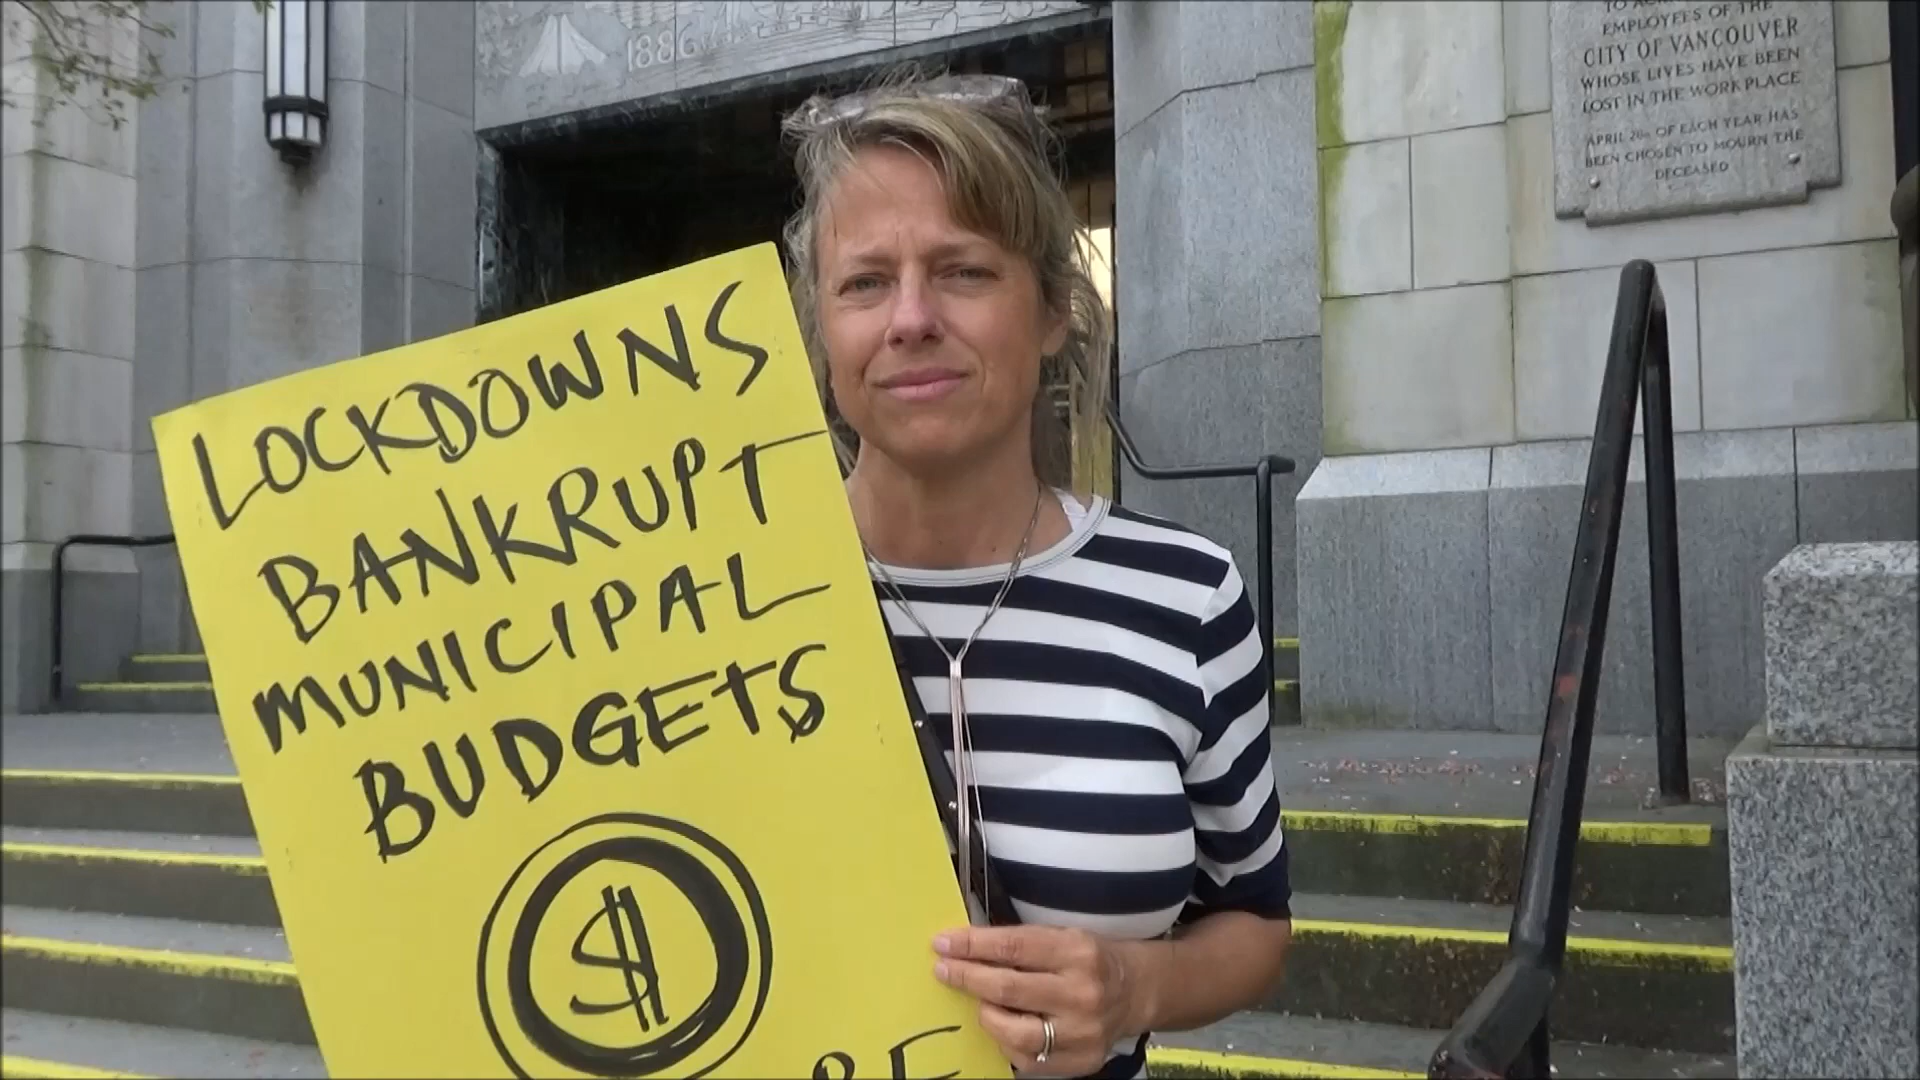 LOCKDOWNS
BANKRUPT
MUNICIPAL
BUDGETS
$
1886
EMPLOYEES OF THE
CITY OF VANCOUVER
WHOSE LIVES HAVE BEEN
LOST IN THE WORK PLACE
APRIL 28th OF EACH YEAR HAS
BEEN CHOSEN TO MOURN THE
DECEASED